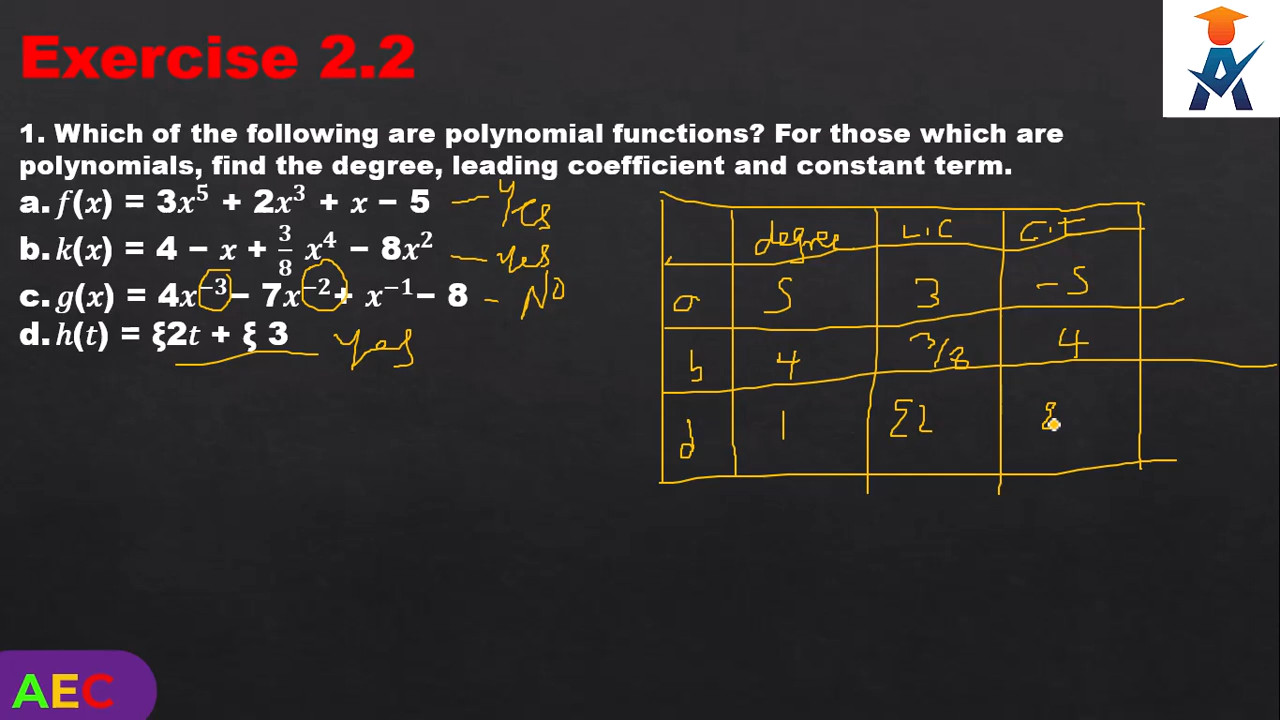 Exercise 2.2
1. Which of the following are polynomial functions? For those which are
polynomials, find the degree, leading coefficient and constant term.
a. f(x) = 3x⁵ + 2x³ + x − 5 — Yes
b. k(x) = 4 − x + 3/8 x⁴ − 8x² — yes
c. g(x) = 4x⁻³ − 7x⁻² + x⁻¹ − 8 - NO
d. h(t) = ξ2t + ξ 3 yes
degree L.C C.T
a 5 3 -5
b 4 3/8 4
d 1 ξ2 ξ
AEC